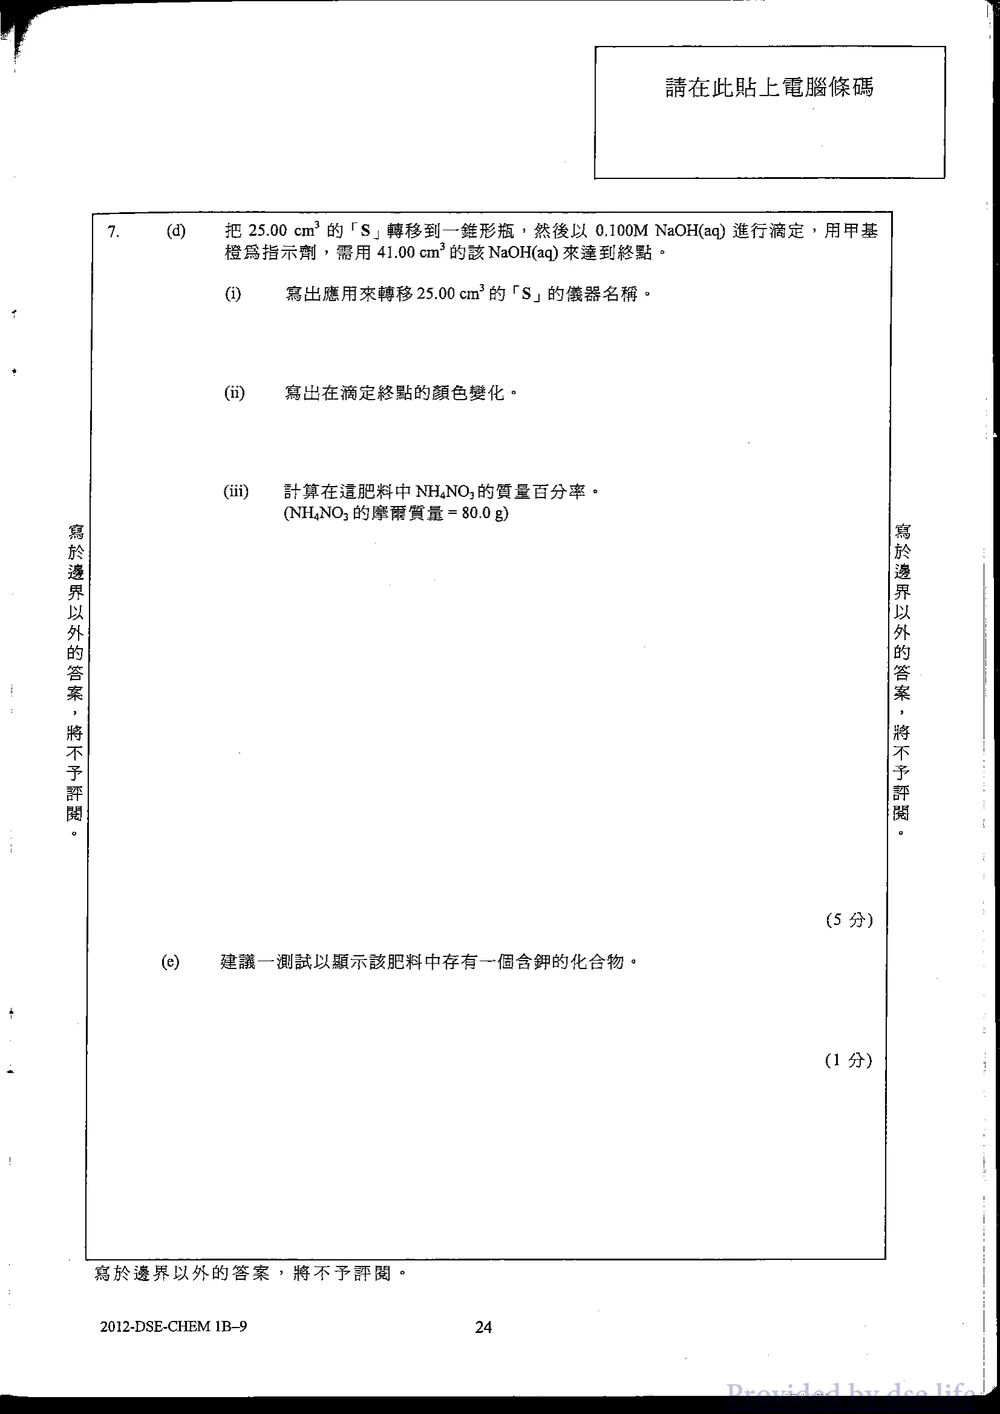 請在此貼上電腦條碼
7. (d) 把 25.00 cm³ 的「S」轉移到一錐形瓶，然後以 0.100M NaOH(aq) 進行滴定，用甲基
橙爲指示劑，需用 41.00 cm³ 的該 NaOH(aq) 來達到終點。
(i) 寫出應用來轉移 25.00 cm³ 的「S」的儀器名稱。
(ii) 寫出在滴定終點的顏色變化。
(iii) 計算在這肥料中 NH₄NO₃ 的質量百分率。
(NH₄NO₃ 的摩爾質量 = 80.0 g)
(5 分)
(e) 建議一測試以顯示該肥料中存有一個含鉀的化合物。
(1 分)
寫於邊界以外的答案，將不予評閱。
寫於邊界以外的答案，將不予評閱。
寫於邊界以外的答案，將不予評閱。
2012-DSE-CHEM 1B–9
24
Provided by dse.life